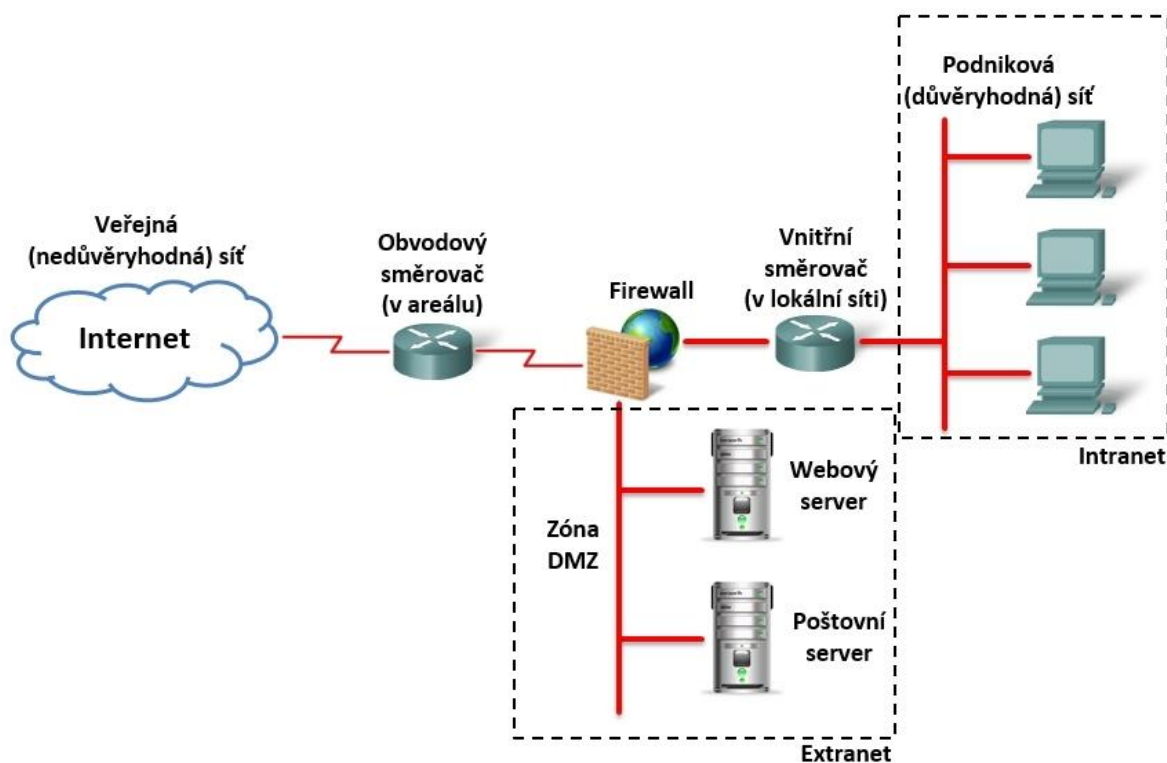 Podniková
(důvěryhodná) síť
Veřejná
(nedůvěryhodná) síť
Internet
Obvodový
směrovač
(v areálu)
Firewall
Vnitřní
směrovač
(v lokální síti)
Intranet
Zóna
DMZ
Webový
server
Poštovní
server
Extranet